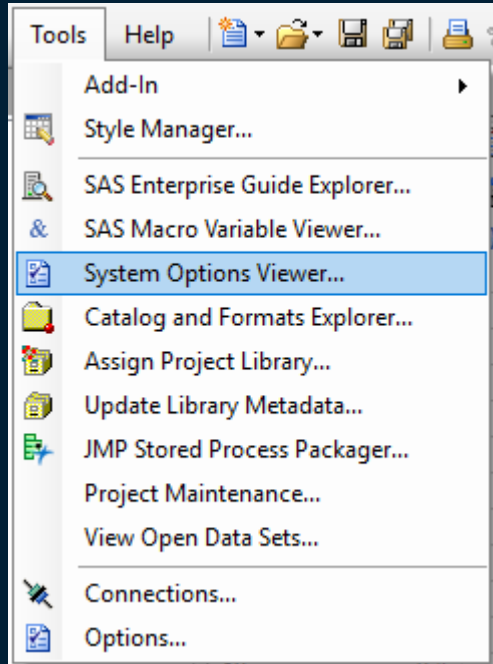 Tools Help
Add-In
Style Manager...
SAS Enterprise Guide Explorer...
& SAS Macro Variable Viewer...
System Options Viewer...
Catalog and Formats Explorer...
Assign Project Library...
Update Library Metadata...
JMP Stored Process Packager...
Project Maintenance...
View Open Data Sets...
Connections...
Options...